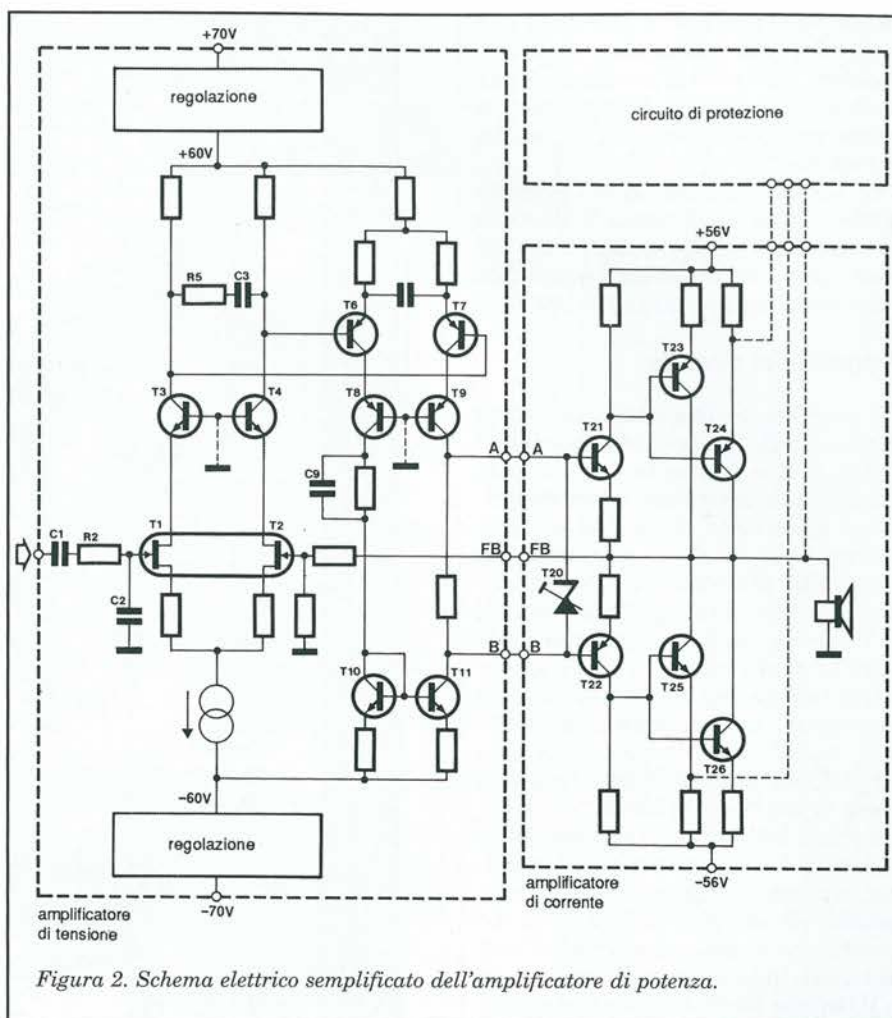 +70V
regolazione
+60V
R5
C3
T6
T7
T3
T4
T8
T9
C9
C1
R2
T1
T2
C2
T10
T11
-60V
regolazione
-70V
amplificatore
di tensione
A
A
FB
FB
B
B
circuito di protezione
+56V
T23
T21
T24
T20
T22
T25
T26
-56V
amplificatore
di corrente
Figura 2. Schema elettrico semplificato dell'amplificatore di potenza.